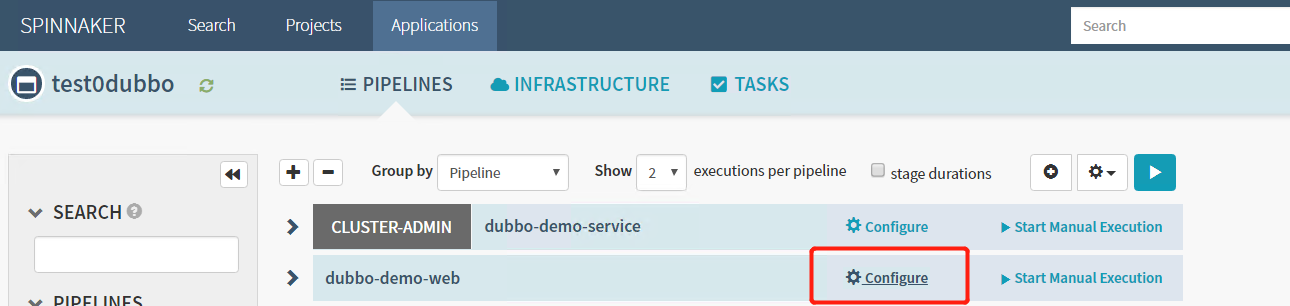 SPINNAKER Search Projects Applications Search
test0dubbo PIPELINES INFRASTRUCTURE TASKS
Group by Pipeline Show 2 executions per pipeline stage durations
SEARCH
CLUSTER-ADMIN dubbo-demo-service Configure Start Manual Execution
dubbo-demo-web Configure Start Manual Execution
PIPELINES